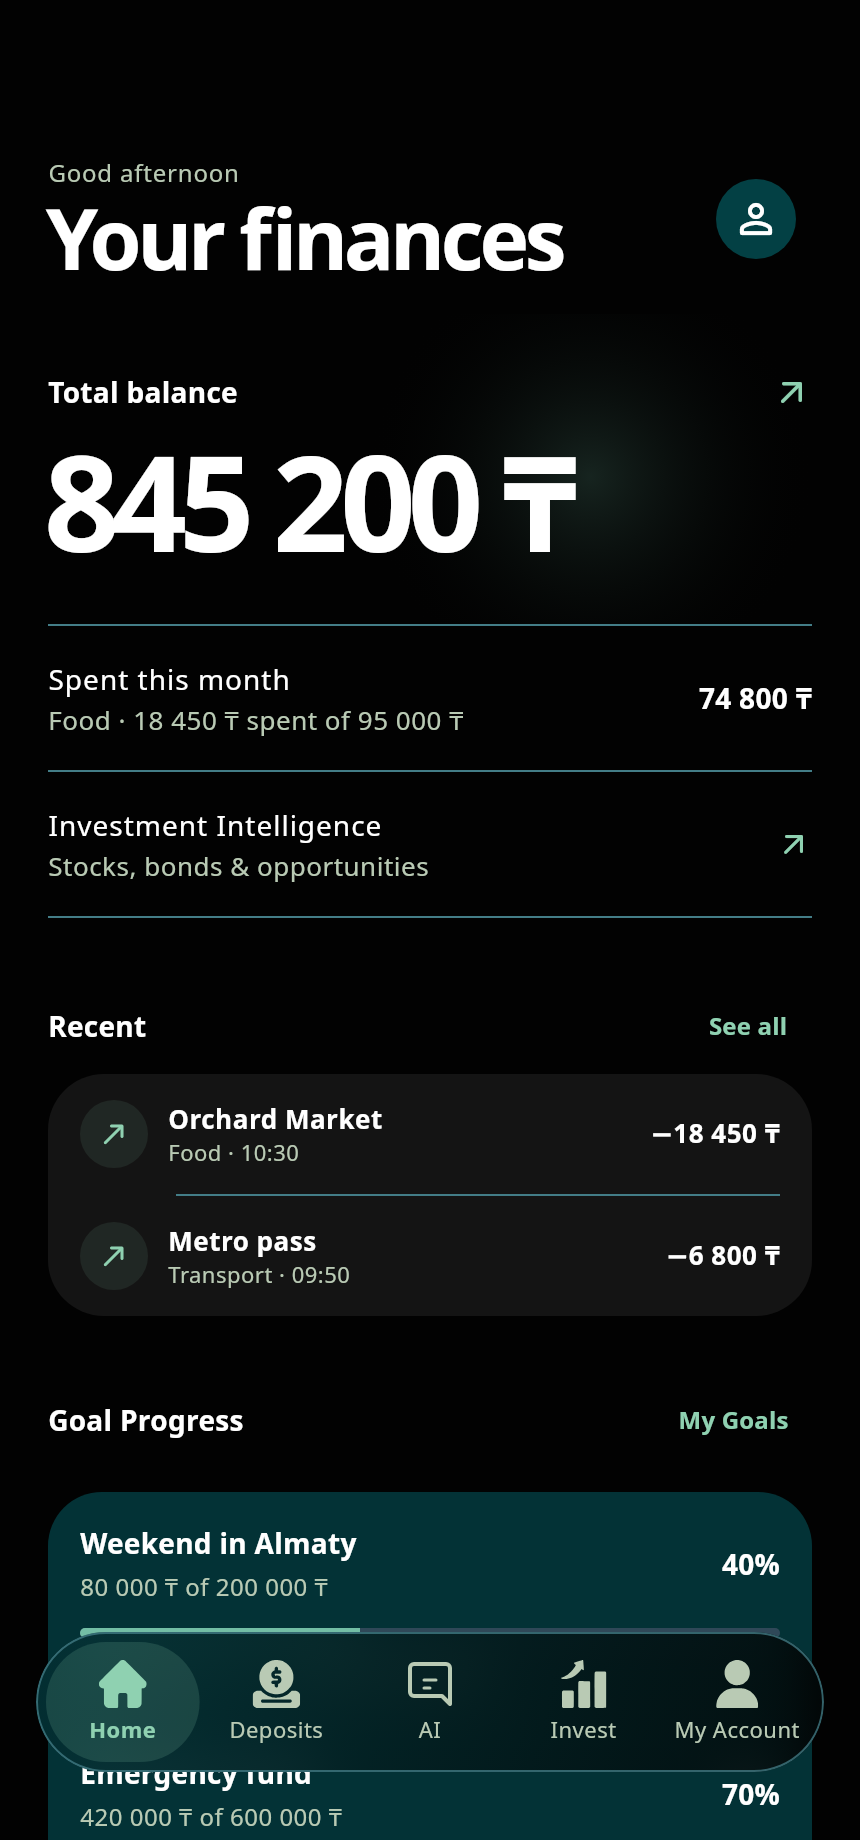 Good afternoon
Your finances
Total balance
845 200 ₸
Spent this month
Food · 18 450 ₸ spent of 95 000 ₸
74 800 ₸
Investment Intelligence
Stocks, bonds & opportunities
Recent
See all
Orchard Market
Food · 10:30
−18 450 ₸
Metro pass
Transport · 09:50
−6 800 ₸
Goal Progress
My Goals
Weekend in Almaty
80 000 ₸ of 200 000 ₸
40%
Home
Deposits
AI
Invest
My Account
Emergency fund
420 000 ₸ of 600 000 ₸
70%